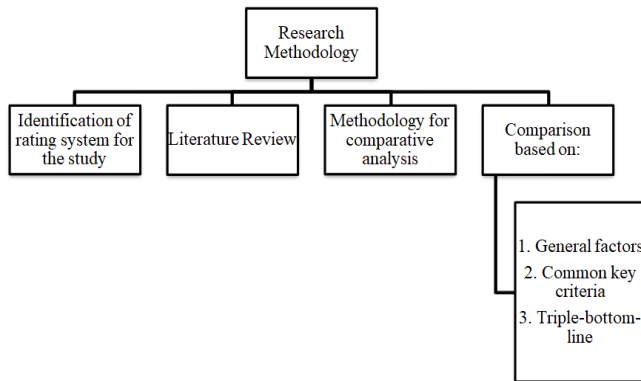 Research
Methodology
Identification of
rating system for
the study
Literature Review
Methodology for
comparative
analysis
Comparison
based on:
1. General factors
2. Common key
criteria
3. Triple-bottom-
line